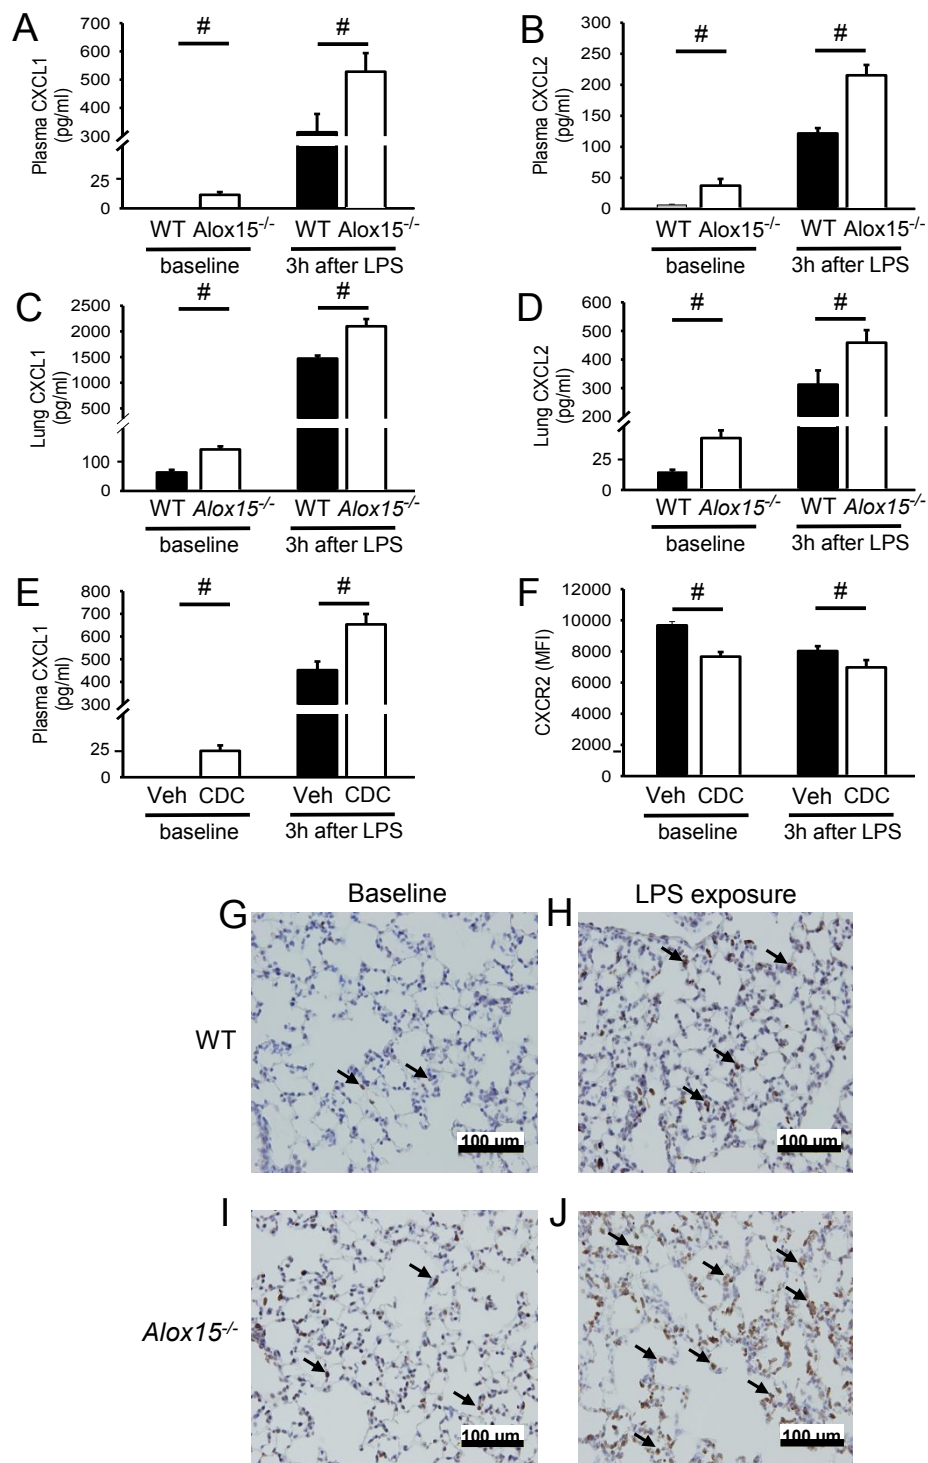 A
Plasma CXCL1
(pg/ml)
700
600
500
400
300
25
0
#
#
WT Alox15-/-
WT Alox15-/-
baseline
3h after LPS
B
Plasma CXCL2
(pg/ml)
300
250
200
150
100
50
0
#
#
WT Alox15-/-
WT Alox15-/-
baseline
3h after LPS
C
Lung CXCL1
(pg/ml)
2500
2000
1500
1000
500
100
0
#
#
WT Alox15-/-
WT Alox15-/-
baseline
3h after LPS
D
Lung CXCL2
(pg/ml)
600
500
400
300
200
25
0
#
#
WT Alox15-/-
WT Alox15-/-
baseline
3h after LPS
E
Plasma CXCL1
(pg/ml)
800
700
600
500
400
300
25
0
#
#
Veh CDC
Veh CDC
baseline
3h after LPS
F
CXCR2 (MFI)
12000
10000
8000
6000
4000
2000
0
#
#
Veh CDC
Veh CDC
baseline
3h after LPS
Baseline
LPS exposure
G
H
WT
100 µm
100 µm
I
J
Alox15-/-
100 µm
100 µm